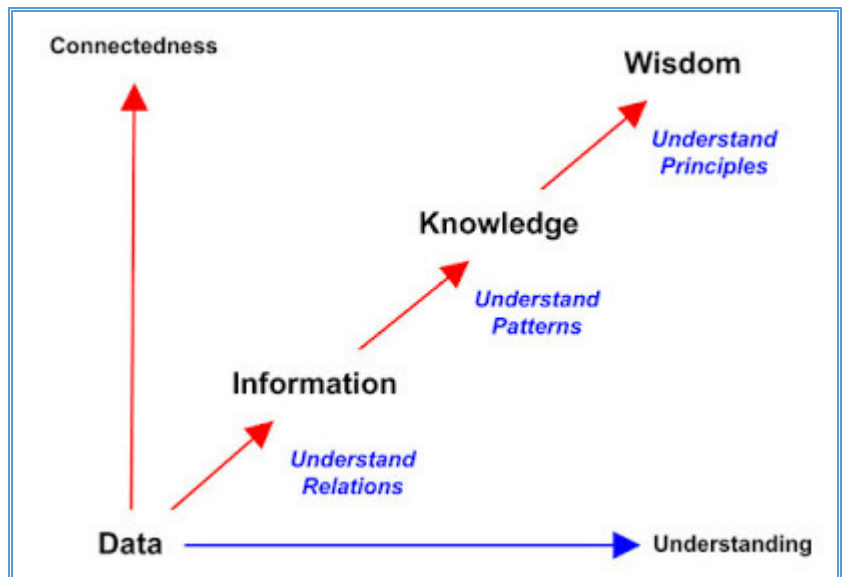 Connectedness
Wisdom
Understand
Principles
Knowledge
Understand
Patterns
Information
Understand
Relations
Data
Understanding